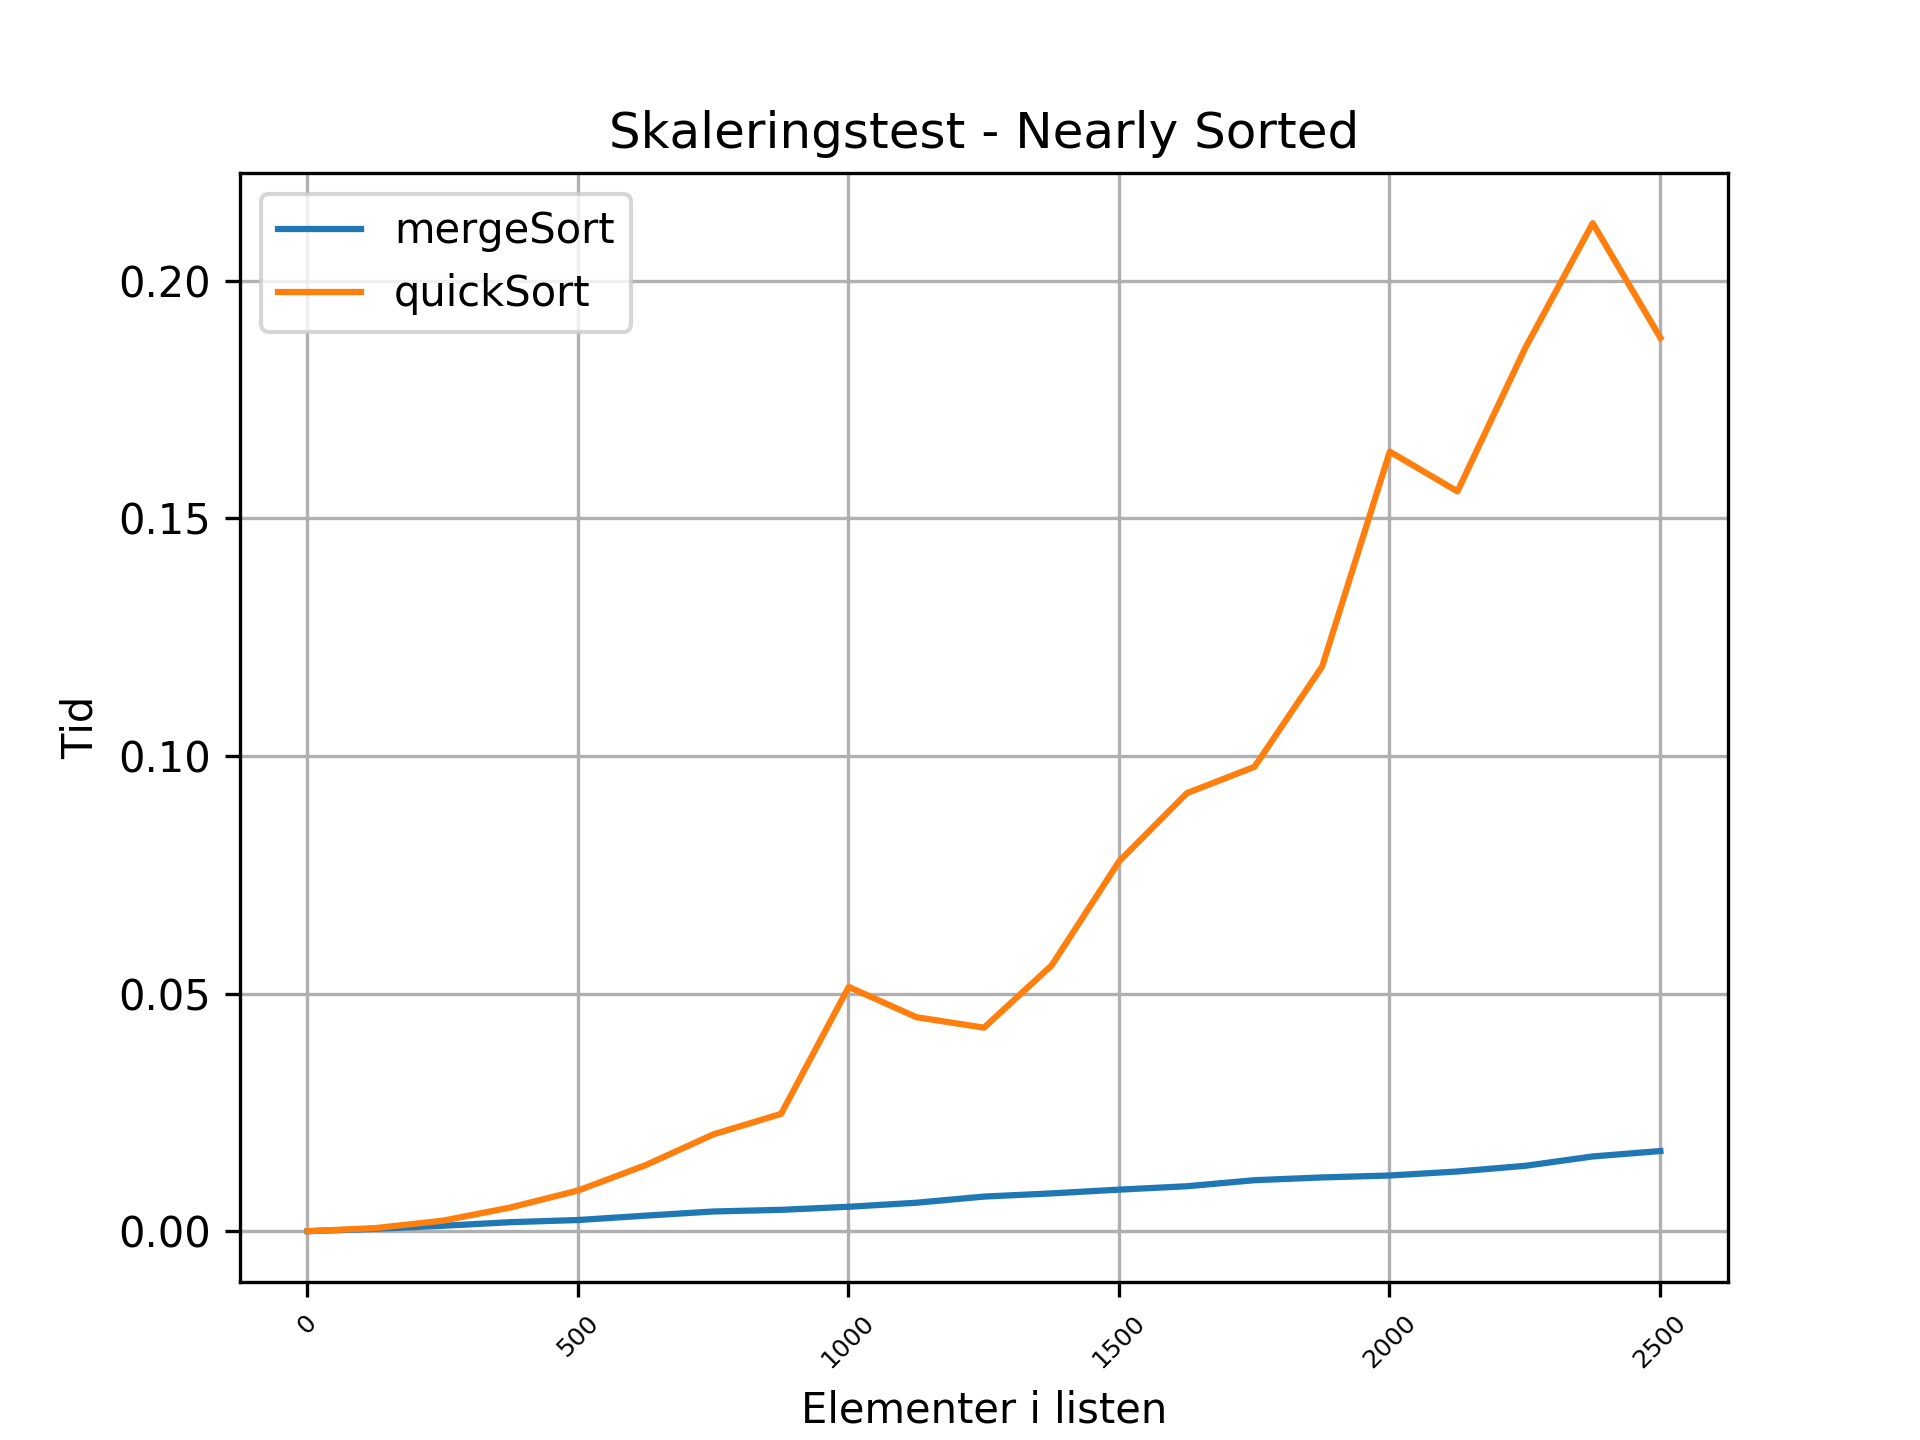 Skaleringstest - Nearly Sorted
mergeSort
quickSort
0.20
0.15
0.10
0.05
0.00
Tid
0
500
1000
1500
2000
2500
Elementer i listen